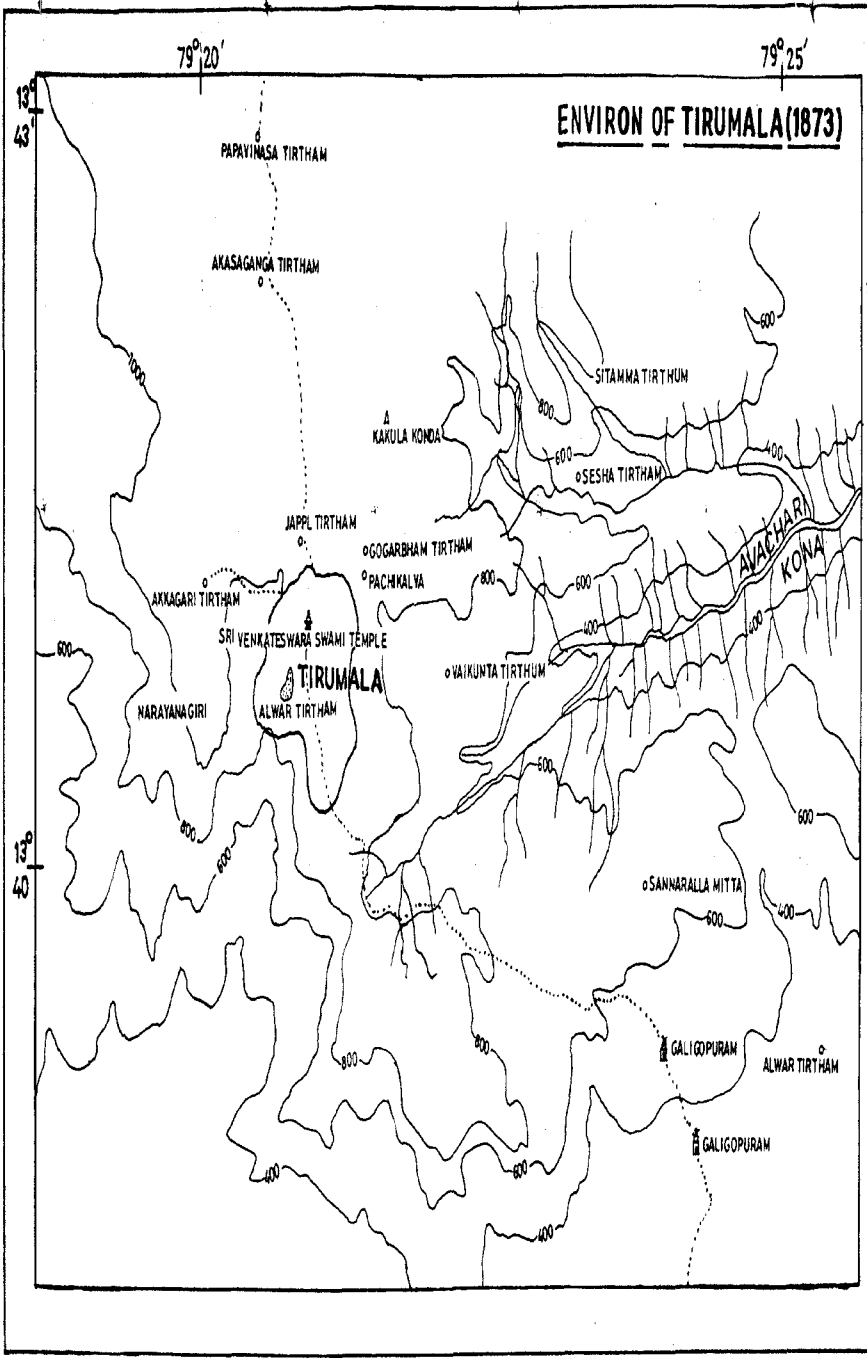 79° 20'
79° 25'
13°
43'
ENVIRON OF TIRUMALA (1873)
PAPAVINASA TIRTHAM
AKASAGANGA TIRTHAM
600
1000
SITAMMA TIRTHUM
800
KAKULA KONDA
600
400
SESHA TIRTHAM
JAPPL TIRTHAM
GOGARBHAM TIRTHAM
AVACHARI
KONA
PACHIKALVA
800
600
AKKAGARI TIRTHAM
400
400
SRI VENKATESWARA SWAMI TEMPLE
600
TIRUMALA
VAIKUNTA TIRTHUM
NARAYANAGIRI
ALWAR TIRTHAM
600
600
800
600
13°
40'
SANNARALLA MITTA
400
600
800
800
GALIGOPURAM
ALWAR TIRTHAM
GALIGOPURAM
400
600
400